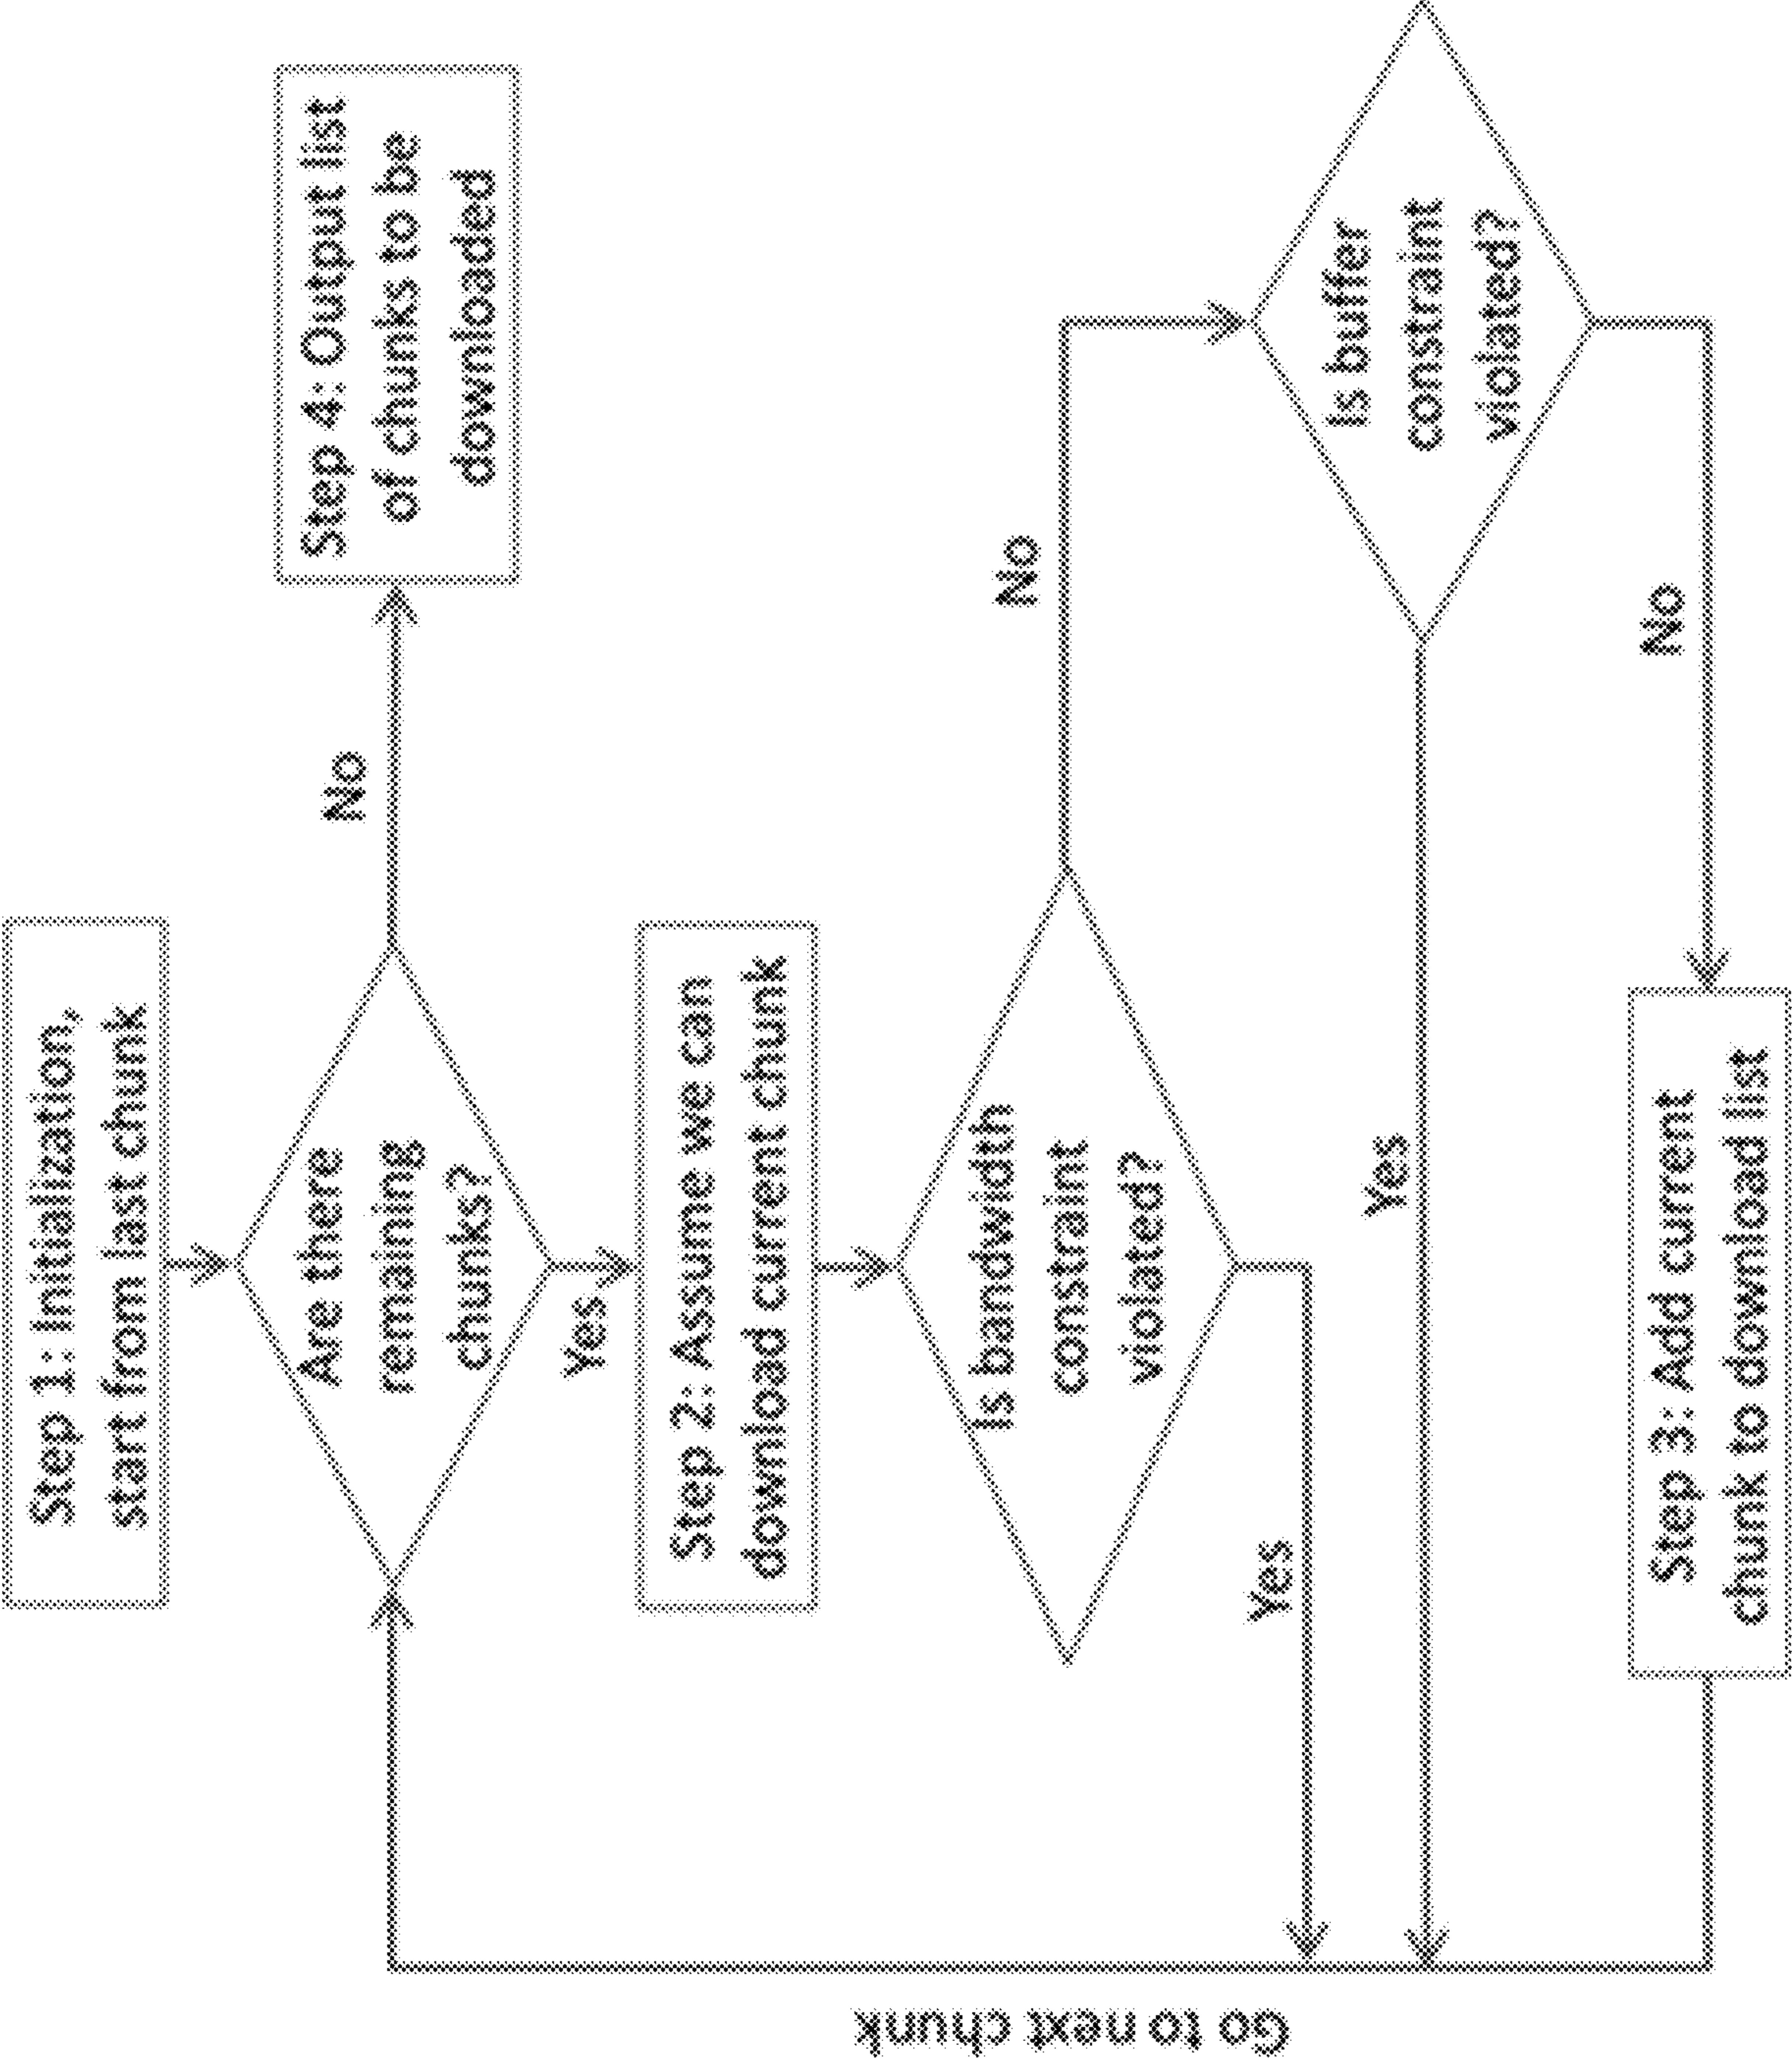 Step 1: Initialization,
start from last chunk
Are there
remaining
chunks?
No
Step 4: Output list
of chunks to be
downloaded
Yes
Step 2: Assume we can
download current chunk
Is bandwidth
constraint
violated?
No
Yes
Is buffer
constraint
violated?
Yes
No
Step 3: Add current
chunk to download list
Go to next chunk